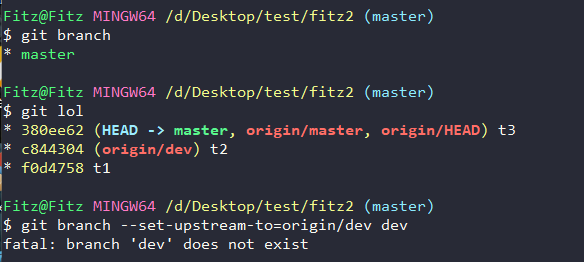 Fitz@Fitz MINGW64 /d/Desktop/test/fitz2 (master)
$ git branch
* master
Fitz@Fitz MINGW64 /d/Desktop/test/fitz2 (master)
$ git lol
* 380ee62 (HEAD -> master, origin/master, origin/HEAD) t3
* c844304 (origin/dev) t2
* f0d4758 t1
Fitz@Fitz MINGW64 /d/Desktop/test/fitz2 (master)
$ git branch --set-upstream-to=origin/dev dev
fatal: branch 'dev' does not exist